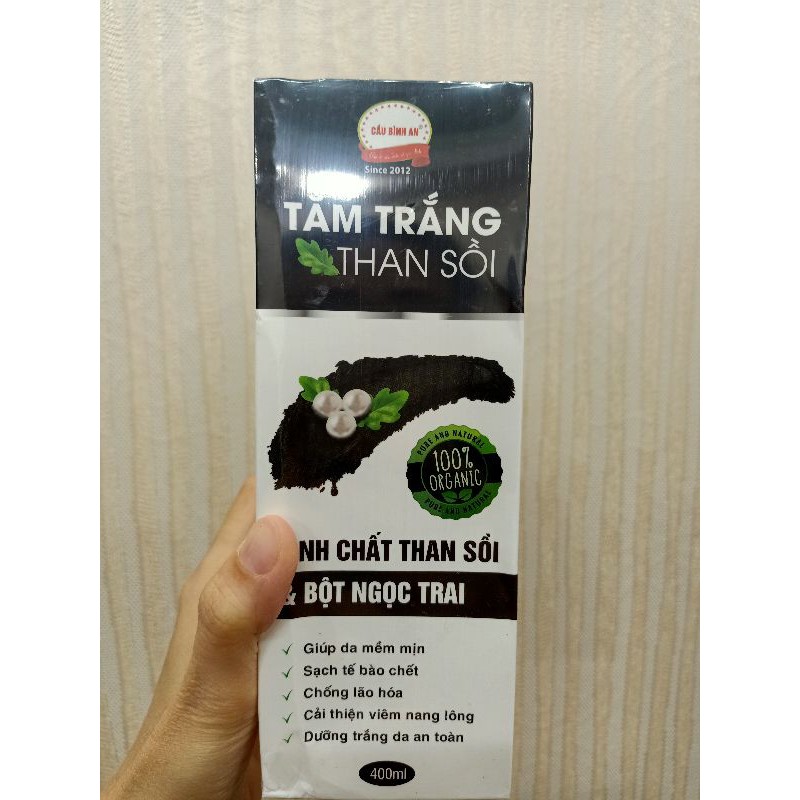 CẦU BÌNH AN®
Since 2012
TẮM TRẮNG
THAN SỒI
PURE AND NATURAL
100%
ORGANIC
PURE AND NATURAL
NH CHẤT THAN SỒI
& BỘT NGỌC TRAI
✓ Giúp da mềm mịn
✓ Sạch tế bào chết
✓ Chống lão hóa
✓ Cải thiện viêm nang lông
✓ Dưỡng trắng da an toàn
400ml